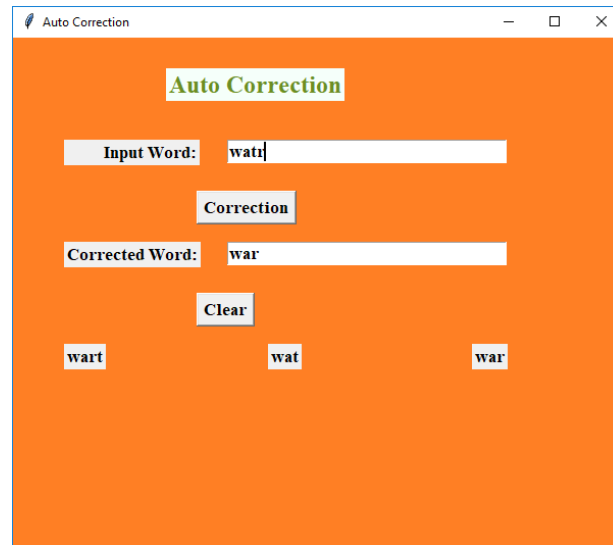 Auto Correction
Auto Correction
Input Word: watr
Correction
Corrected Word: war
Clear
wart wat war